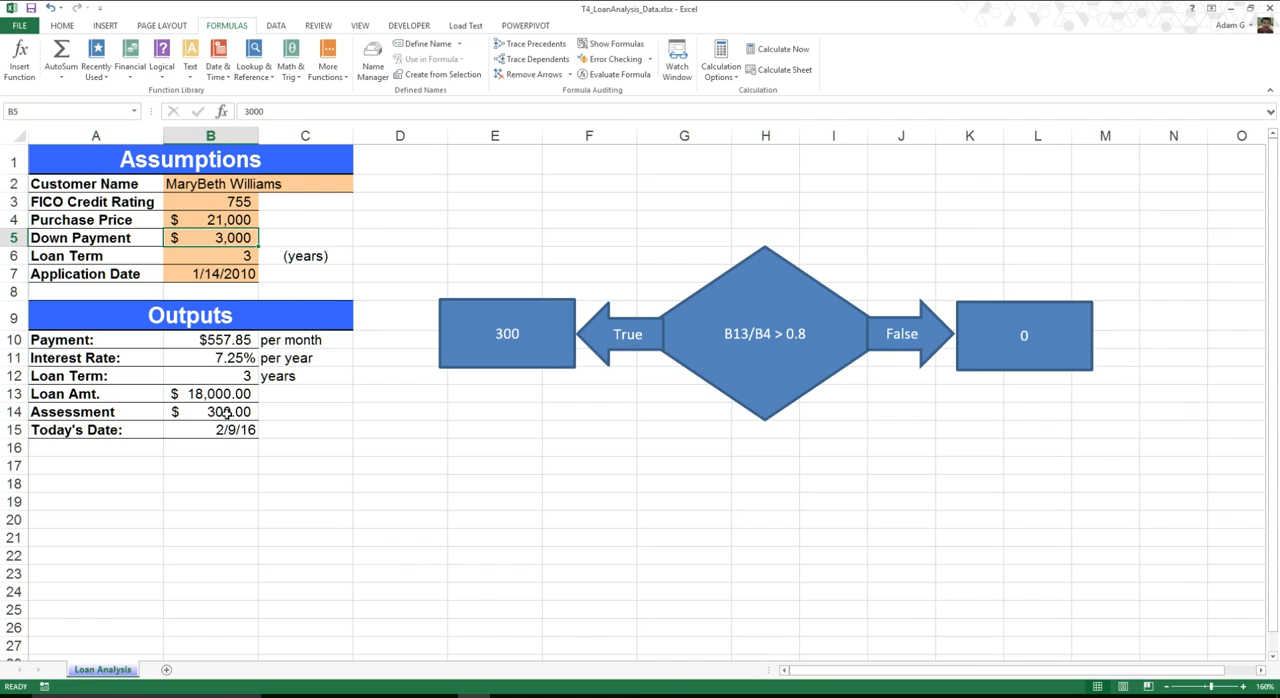 T4_LoanAnalysis_Data.xlsx - Excel
FILE HOME INSERT PAGE LAYOUT FORMULAS DATA REVIEW VIEW DEVELOPER Load Test POWERPIVOT Adam G
Insert Function
AutoSum
Recently Used
Financial
Logical
Text
Date & Time
Lookup & Reference
Math & Trig
More Functions
Function Library
Name Manager
Define Name
Use in Formula
Create from Selection
Defined Names
Trace Precedents
Trace Dependents
Remove Arrows
Show Formulas
Error Checking
Evaluate Formula
Formula Auditing
Watch Window
Calculation Options
Calculate Now
Calculate Sheet
Calculation
B5 fx 3000
A B C D E F G H I J K L M N O
1 Assumptions
2 Customer Name MaryBeth Williams
3 FICO Credit Rating 755
4 Purchase Price $ 21,000
5 Down Payment $ 3,000
6 Loan Term 3 (years)
7 Application Date 1/14/2010
8
9 Outputs
10 Payment: $557.85 per month
11 Interest Rate: 7.25% per year
12 Loan Term: 3 years
13 Loan Amt. $ 18,000.00
14 Assessment $ 300.00
15 Today's Date: 2/9/16
16
17
18
19
20
21
22
23
24
25
26
27
300 True B13/B4 > 0.8 False 0
Loan Analysis
READY 160%